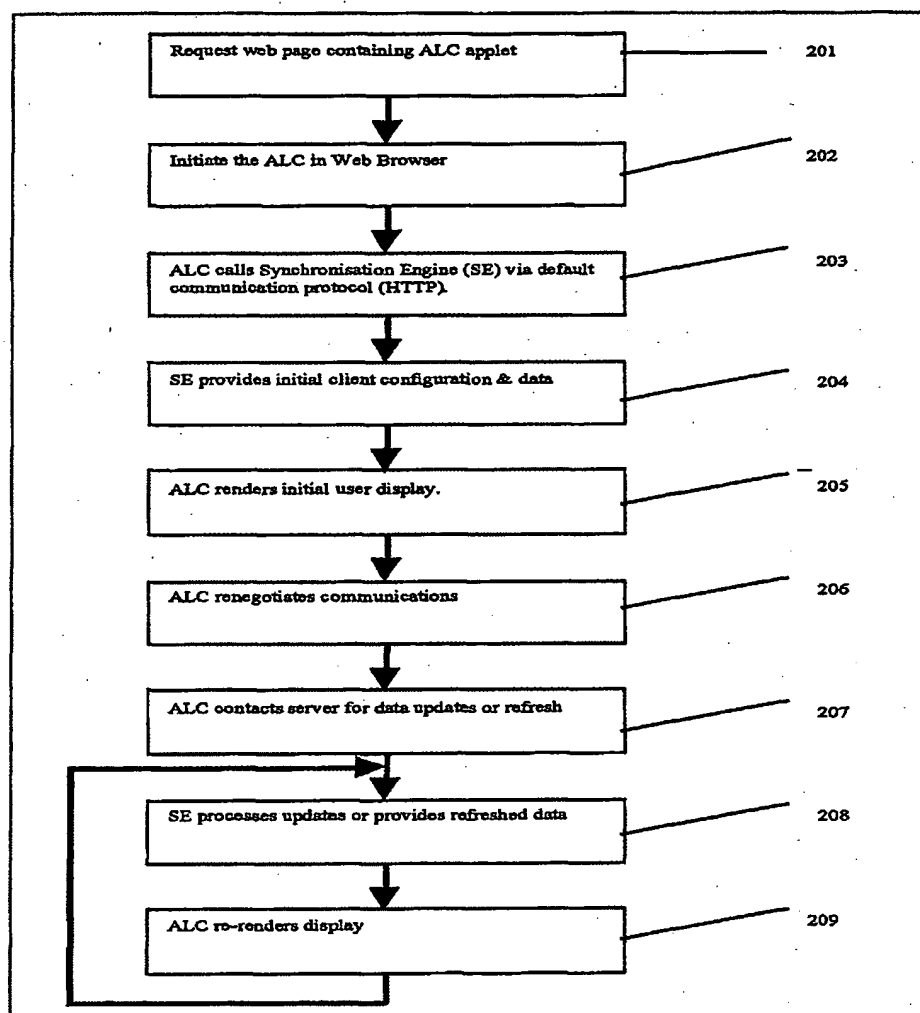 Request web page containing ALC applet
201
Initiate the ALC in Web Browser
202
ALC calls Synchronisation Engine (SE) via default
communication protocol (HTTP).
203
SE provides initial client configuration & data
204
ALC renders initial user display.
205
ALC renegotiates communications
206
ALC contacts server for data updates or refresh
207
SE processes updates or provides refreshed data
208
ALC re-renders display
209